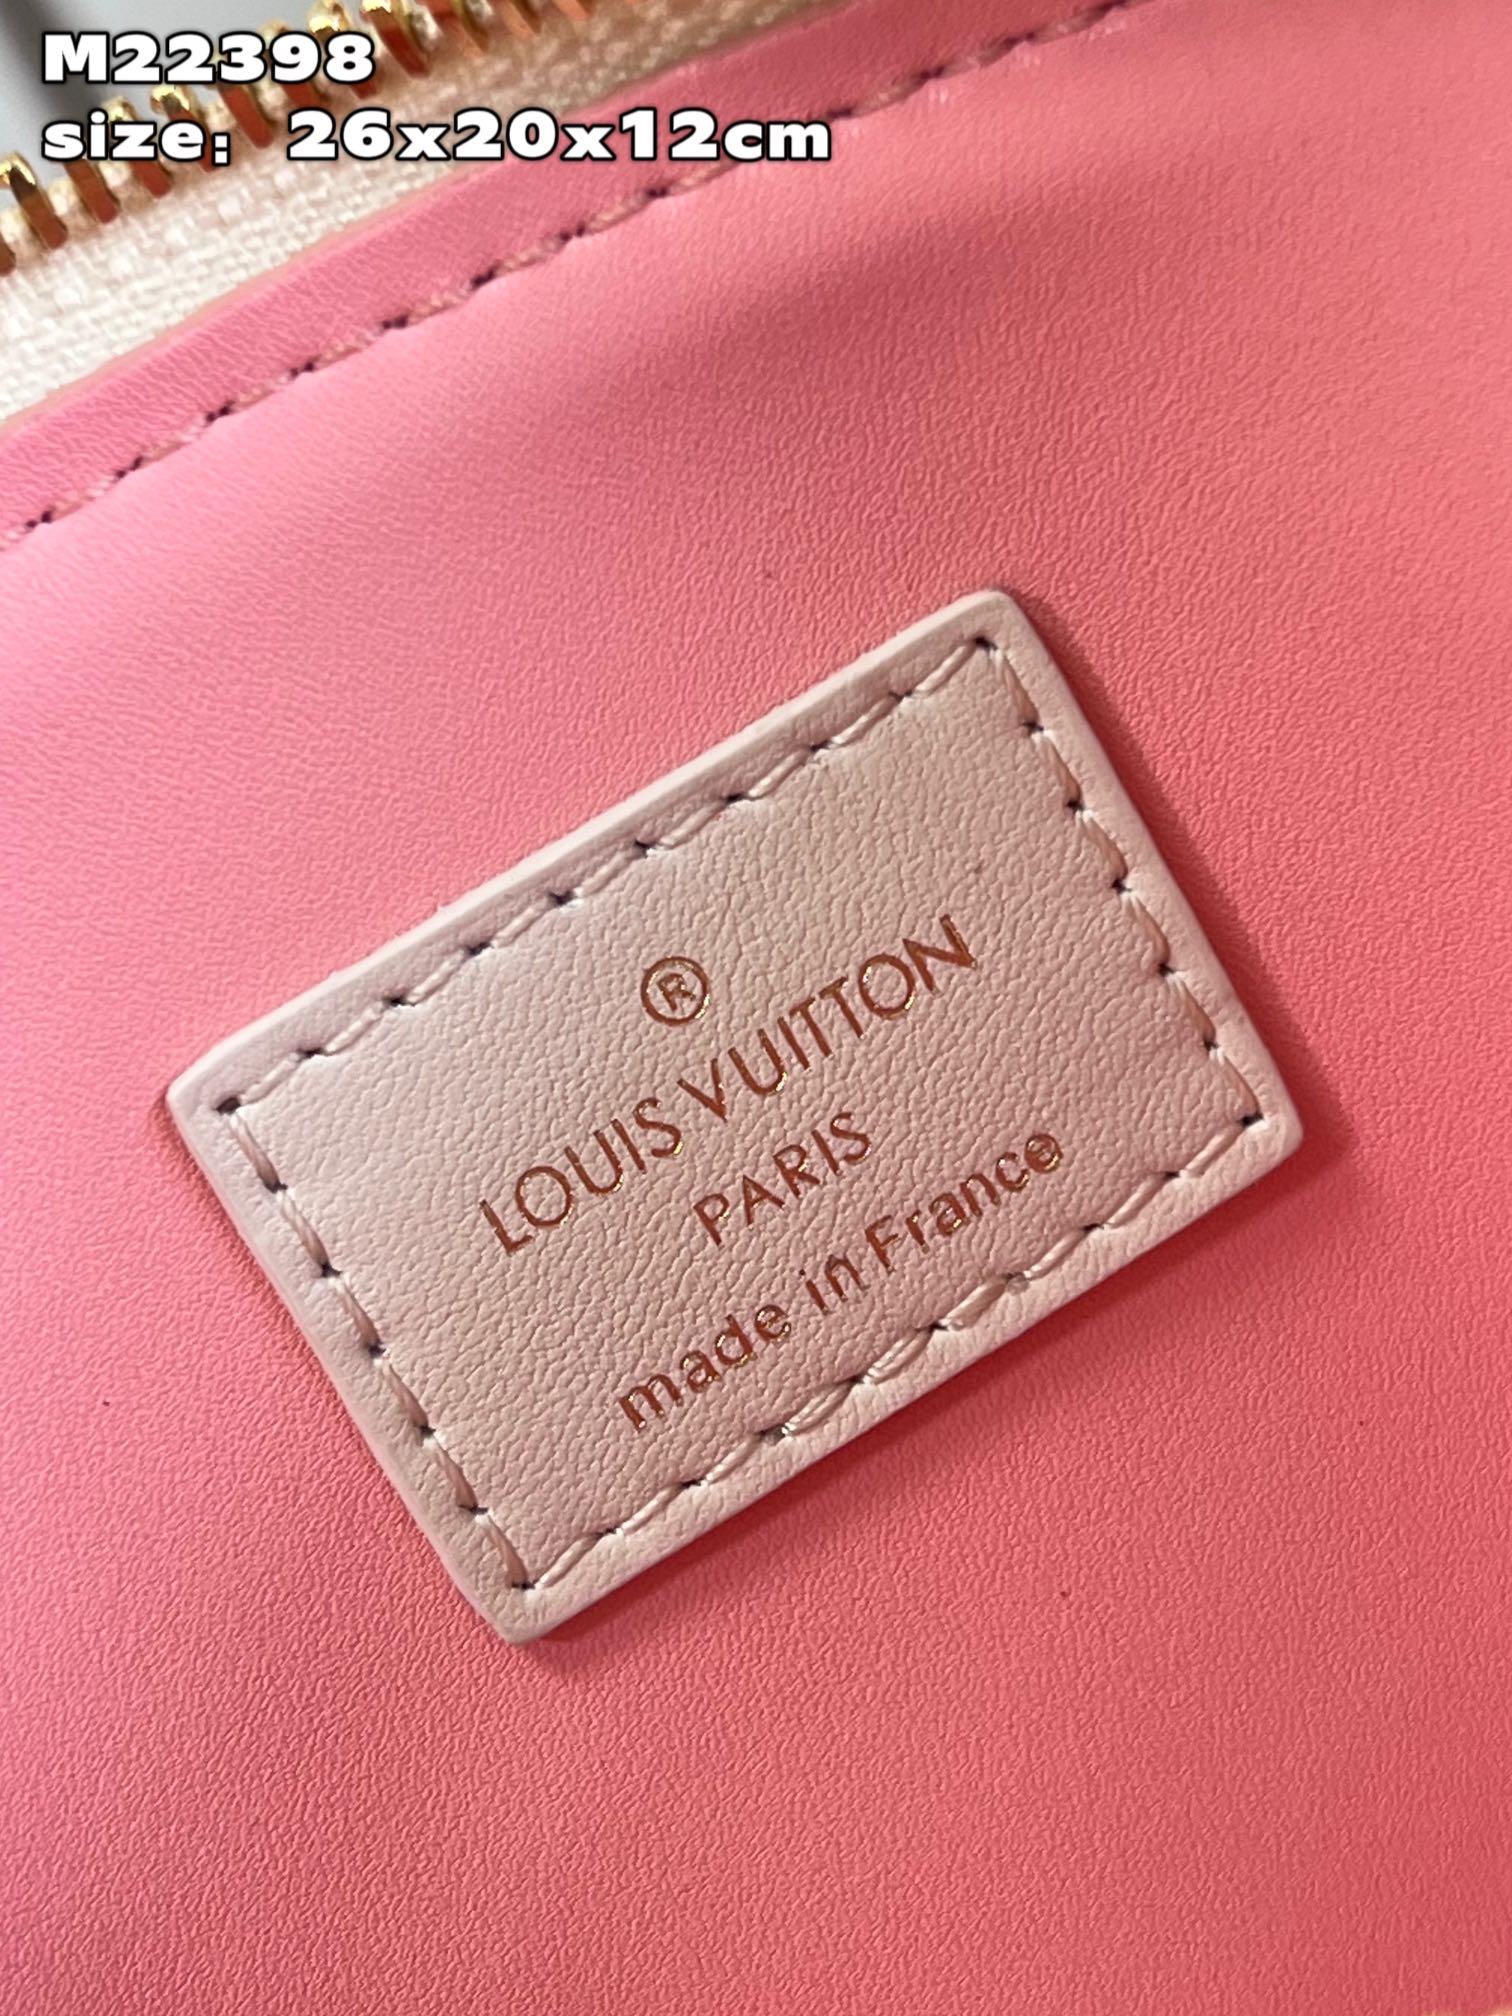 M22398
size：26x20x12cm
®
LOUIS VUITTON
PARIS
made in France